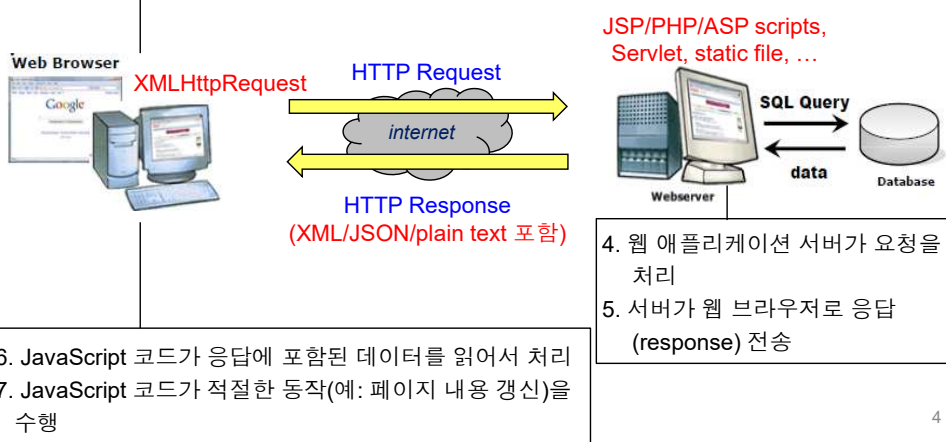 JSP/PHP/ASP scripts,
Servlet, static file, …
Web Browser
XMLHttpRequest
HTTP Request
Google
internet
SQL Query
data
Webserver
Database
HTTP Response
(XML/JSON/plain text 포함)
4. 웹 애플리케이션 서버가 요청을
처리
5. 서버가 웹 브라우저로 응답
(response) 전송
6. JavaScript 코드가 응답에 포함된 데이터를 읽어서 처리
7. JavaScript 코드가 적절한 동작(예: 페이지 내용 갱신)을
수행
4